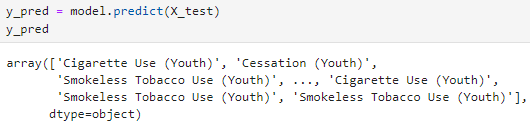 y_pred = model.predict(X_test)
y_pred
array(['Cigarette Use (Youth)', 'Cessation (Youth)',
'Smokeless Tobacco Use (Youth)', ..., 'Cigarette Use (Youth)',
'Smokeless Tobacco Use (Youth)', 'Smokeless Tobacco Use (Youth)'],
dtype=object)